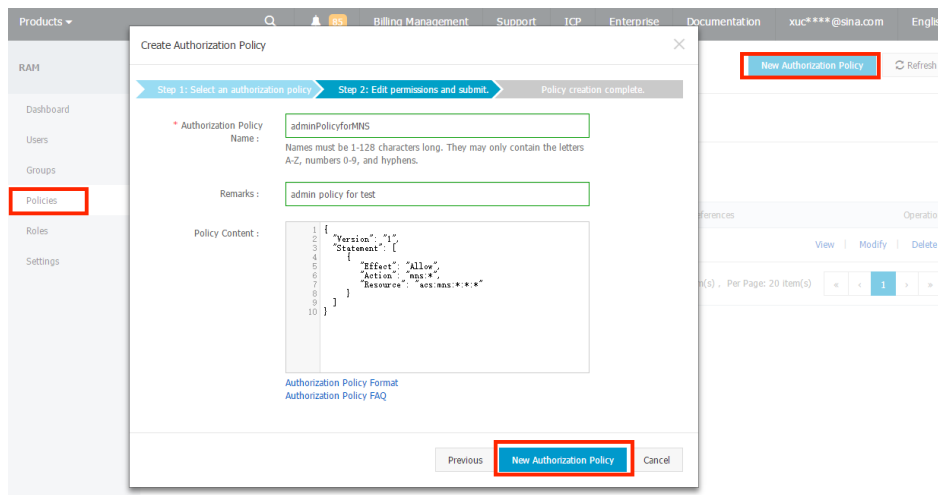 Products
85
Billing Management
Support
ICP
Enterprise
Documentation
xuc****@sina.com
Create Authorization Policy
New Authorization Policy
Refresh
RAM
Step 1: Select an authorization policy
Step 2: Edit permissions and submit.
Policy creation complete.
Dashboard
Users
Groups
Policies
Roles
Settings
* Authorization Policy
Name :
adminPolicyforMNS
Names must be 1-128 characters long. They may only contain the letters
A-Z, numbers 0-9, and hyphens.
Remarks :
admin policy for test
Policy Content :
1 {
2 "Version": "1",
3 "Statement": [
4 {
5 "Effect": "Allow",
6 "Action": "mns:*",
7 "Resource": "acs:mns:*:*:*"
8 }
9 ]
10 }
Authorization Policy Format
Authorization Policy FAQ
View
Modify
Delete
Per Page: 20 item(s)
« ‹ 1 › »
Previous
New Authorization Policy
Cancel